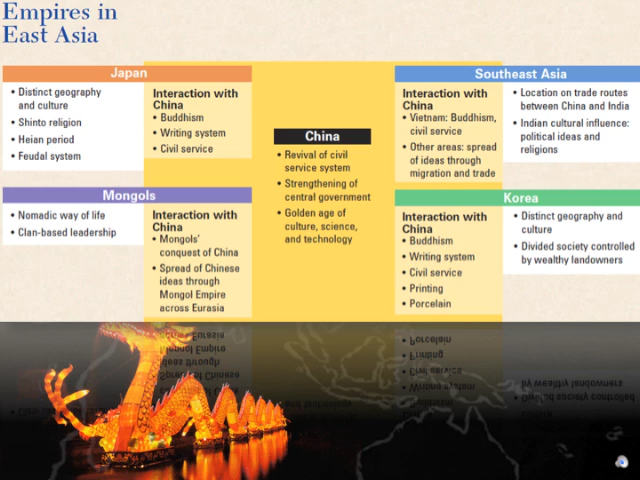 Empires in
East Asia
Japan
• Distinct geography
and culture
• Shinto religion
• Heian period
• Feudal system
Interaction with
China
• Buddhism
• Writing system
• Civil service
Mongols
• Nomadic way of life
• Clan-based leadership
Interaction with
China
• Mongols'
conquest of China
• Spread of Chinese
ideas through
Mongol Empire
across Eurasia
China
• Revival of civil
service system
• Strengthening of
central government
• Golden age of
culture, science,
and technology
Southeast Asia
Interaction with
China
• Vietnam: Buddhism,
civil service
• Other areas: spread
of ideas through
migration and trade
• Location on trade routes
between China and India
• Indian cultural influence:
political ideas and
religions
Korea
Interaction with
China
• Buddhism
• Writing system
• Civil service
• Printing
• Porcelain
• Distinct geography and
culture
• Divided society controlled
by wealthy landowners